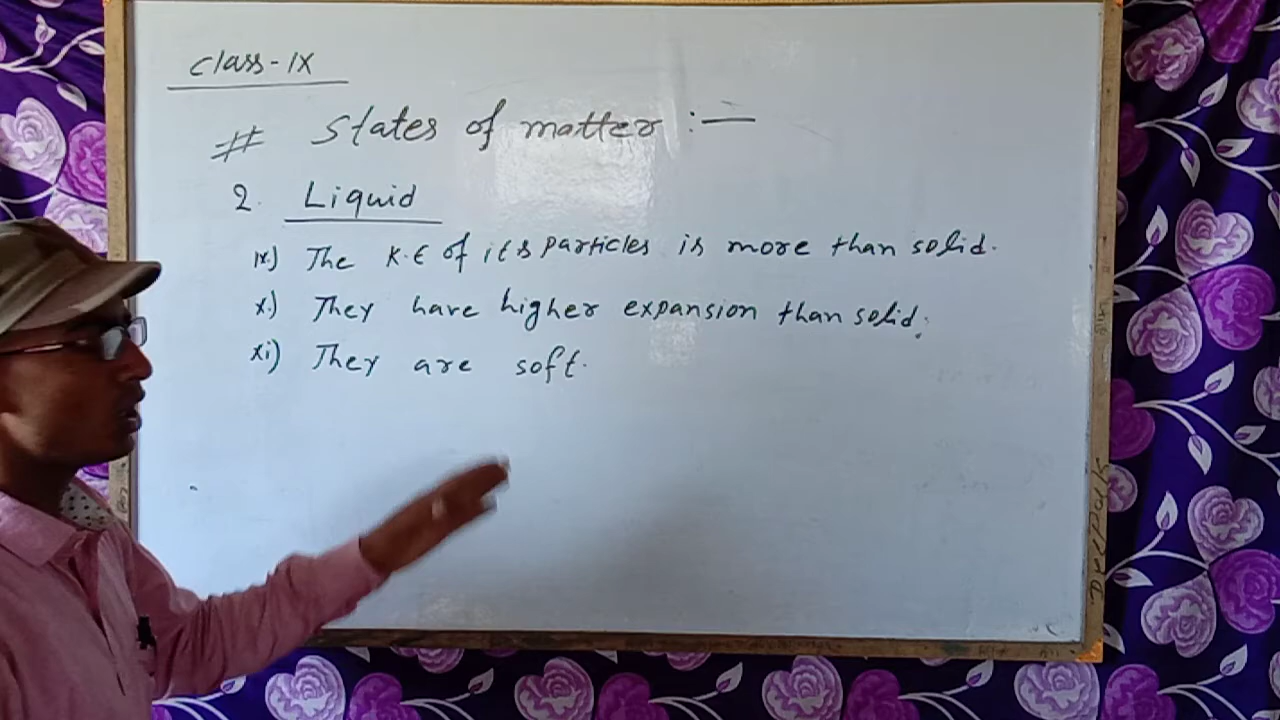 Class-IX
# States of matter :-
2. Liquid
ix.) The K.E of its particles is more than solid.
x.) They have higher expansion than solid.
xi) They are soft.